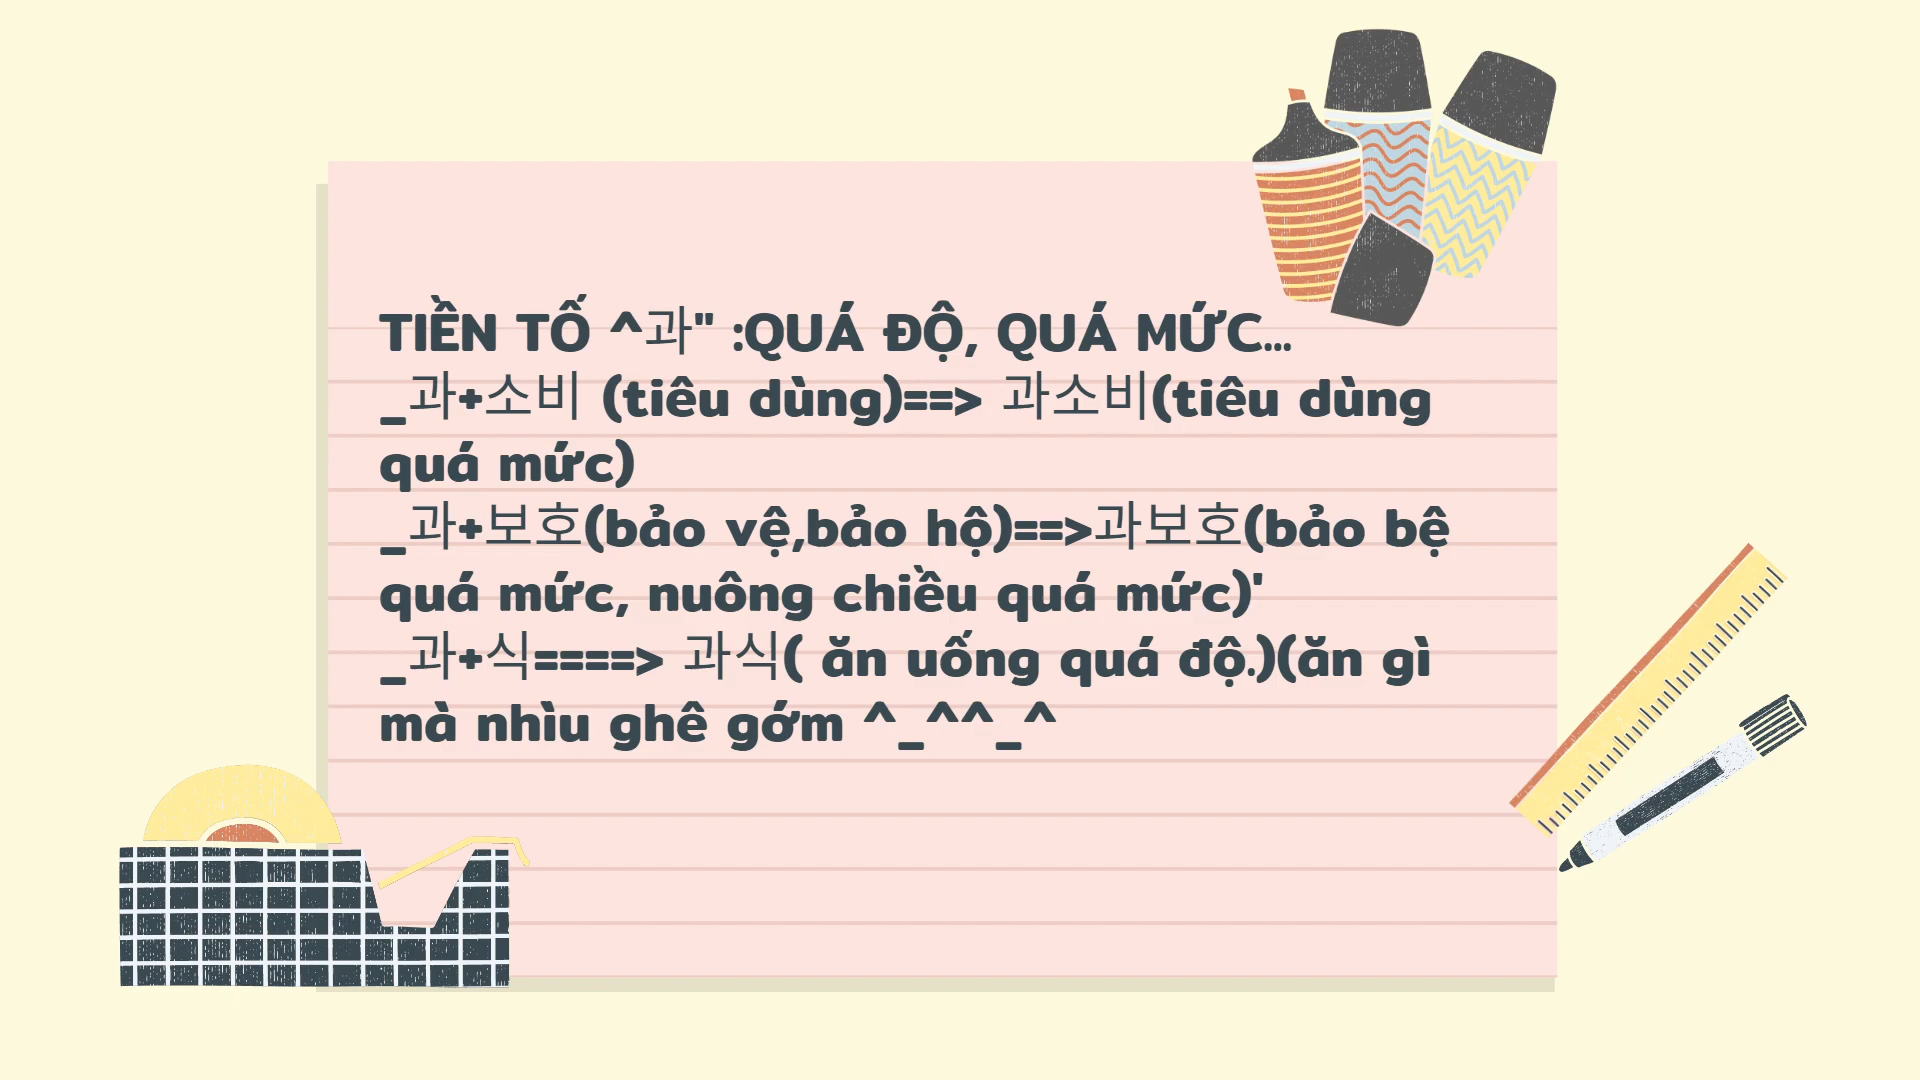 TIỀN TỐ ^과" :QUÁ ĐỘ, QUÁ MỨC...
_과+소비 (tiêu dùng)==> 과소비(tiêu dùng
quá mức)
_과+보호(bảo vệ,bảo hộ)==>과보호(bảo bệ
quá mức, nuông chiều quá mức)'
_과+식====> 과식( ăn uống quá độ.)(ăn gì
mà nhìu ghê gớm ^_^^_^